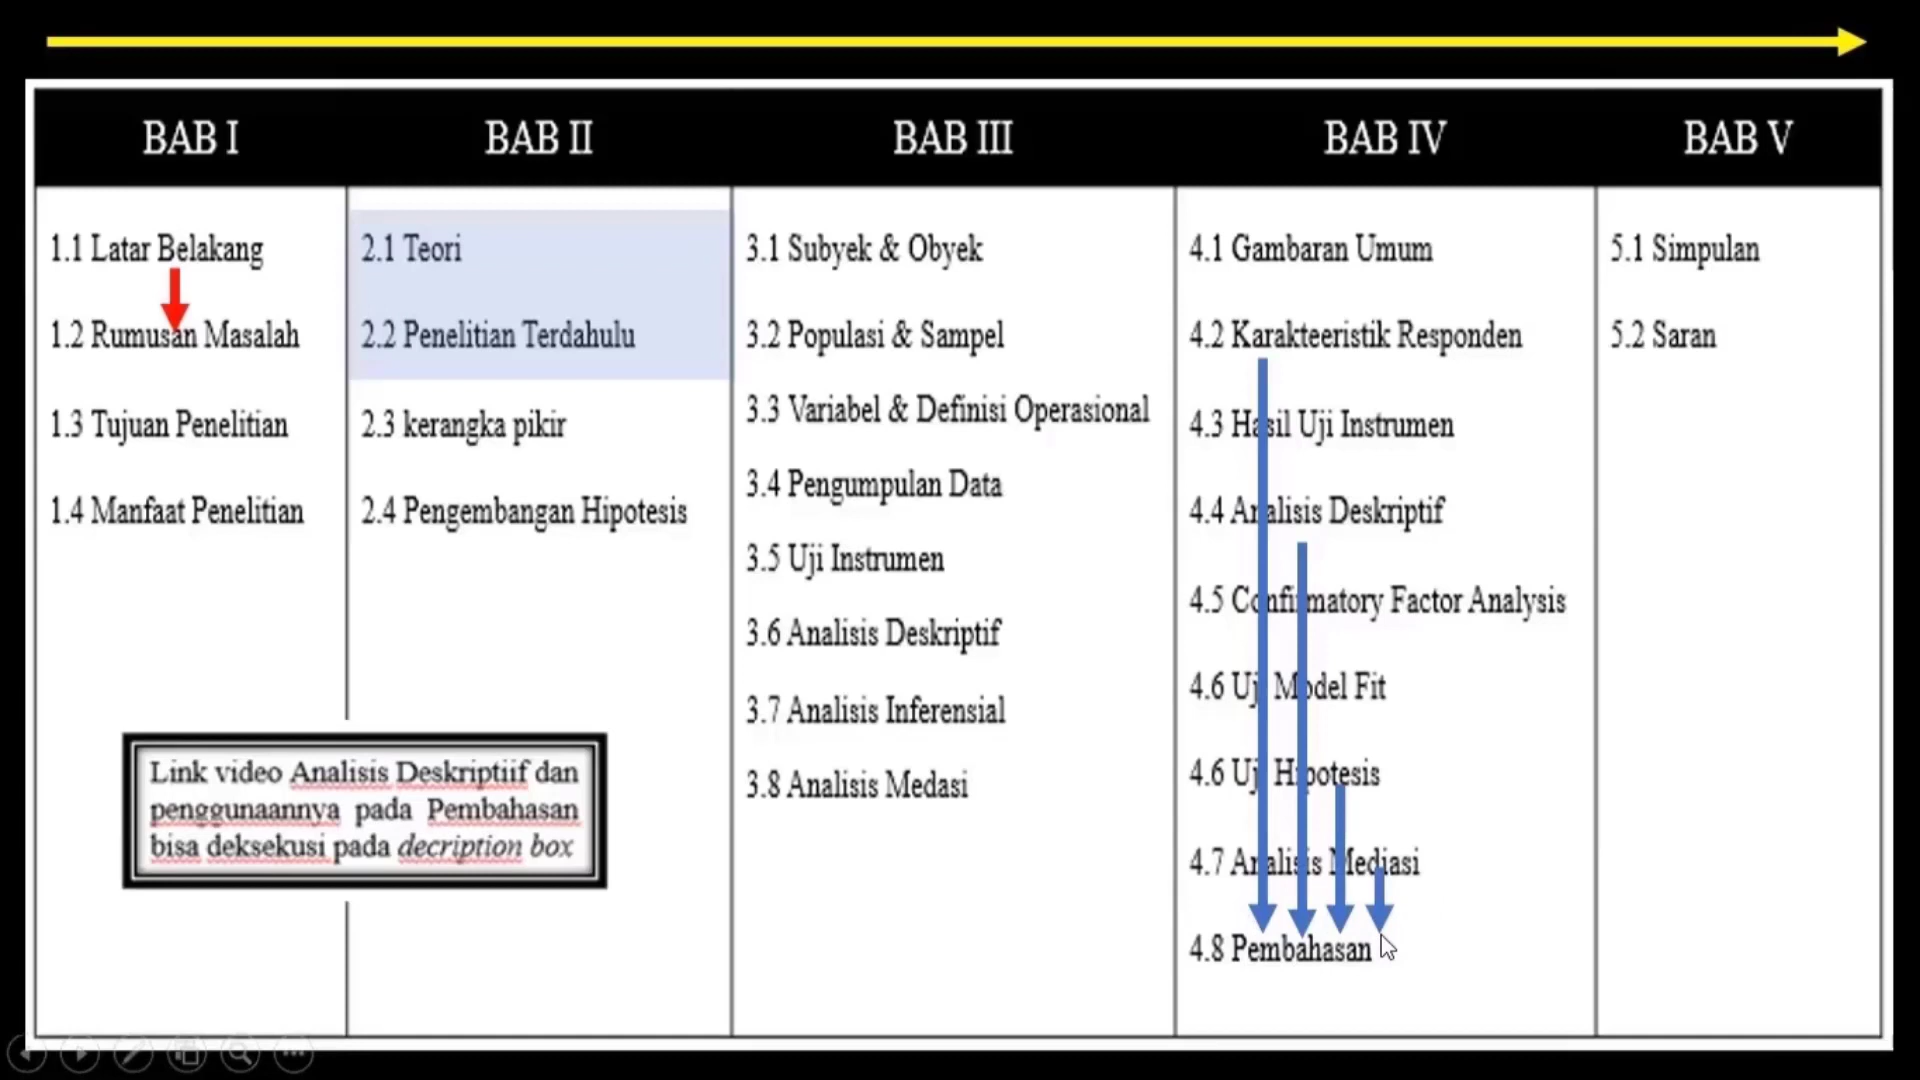 BAB I
BAB II
BAB III
BAB IV
BAB V
1.1 Latar Belakang
1.2 Rumusan Masalah
1.3 Tujuan Penelitian
1.4 Manfaat Penelitian
2.1 Teori
2.2 Penelitian Terdahulu
2.3 kerangka pikir
2.4 Pengembangan Hipotesis
3.1 Subyek & Obyek
3.2 Populasi & Sampel
3.3 Variabel & Definisi Operasional
3.4 Pengumpulan Data
3.5 Uji Instrumen
3.6 Analisis Deskriptif
3.7 Analisis Inferensial
3.8 Analisis Medasi
4.1 Gambaran Umum
4.2 Karakteeristik Responden
4.3 Hasil Uji Instrumen
4.4 Analisis Deskriptif
4.5 Confirmatory Factor Analysis
4.6 Uji Model Fit
4.6 Uji Hipotesis
4.7 Analisis Mediasi
4.8 Pembahasan
5.1 Simpulan
5.2 Saran
Link video Analisis Deskriptiif dan
penggunaannya pada Pembahasan
bisa deksekusi pada decription box